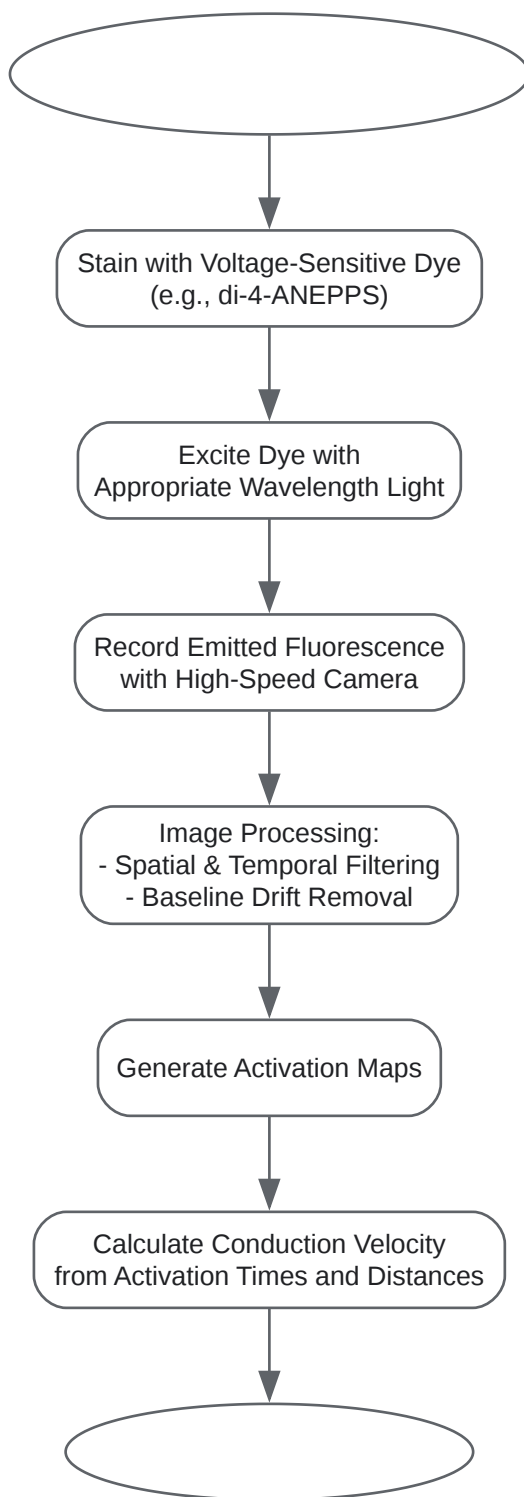 Stain with Voltage-Sensitive Dye
(e.g., di-4-ANEPPS)
Excite Dye with
Appropriate Wavelength Light
Record Emitted Fluorescence
with High-Speed Camera
Image Processing:
- Spatial & Temporal Filtering
- Baseline Drift Removal
Generate Activation Maps
Calculate Conduction Velocity
from Activation Times and Distances